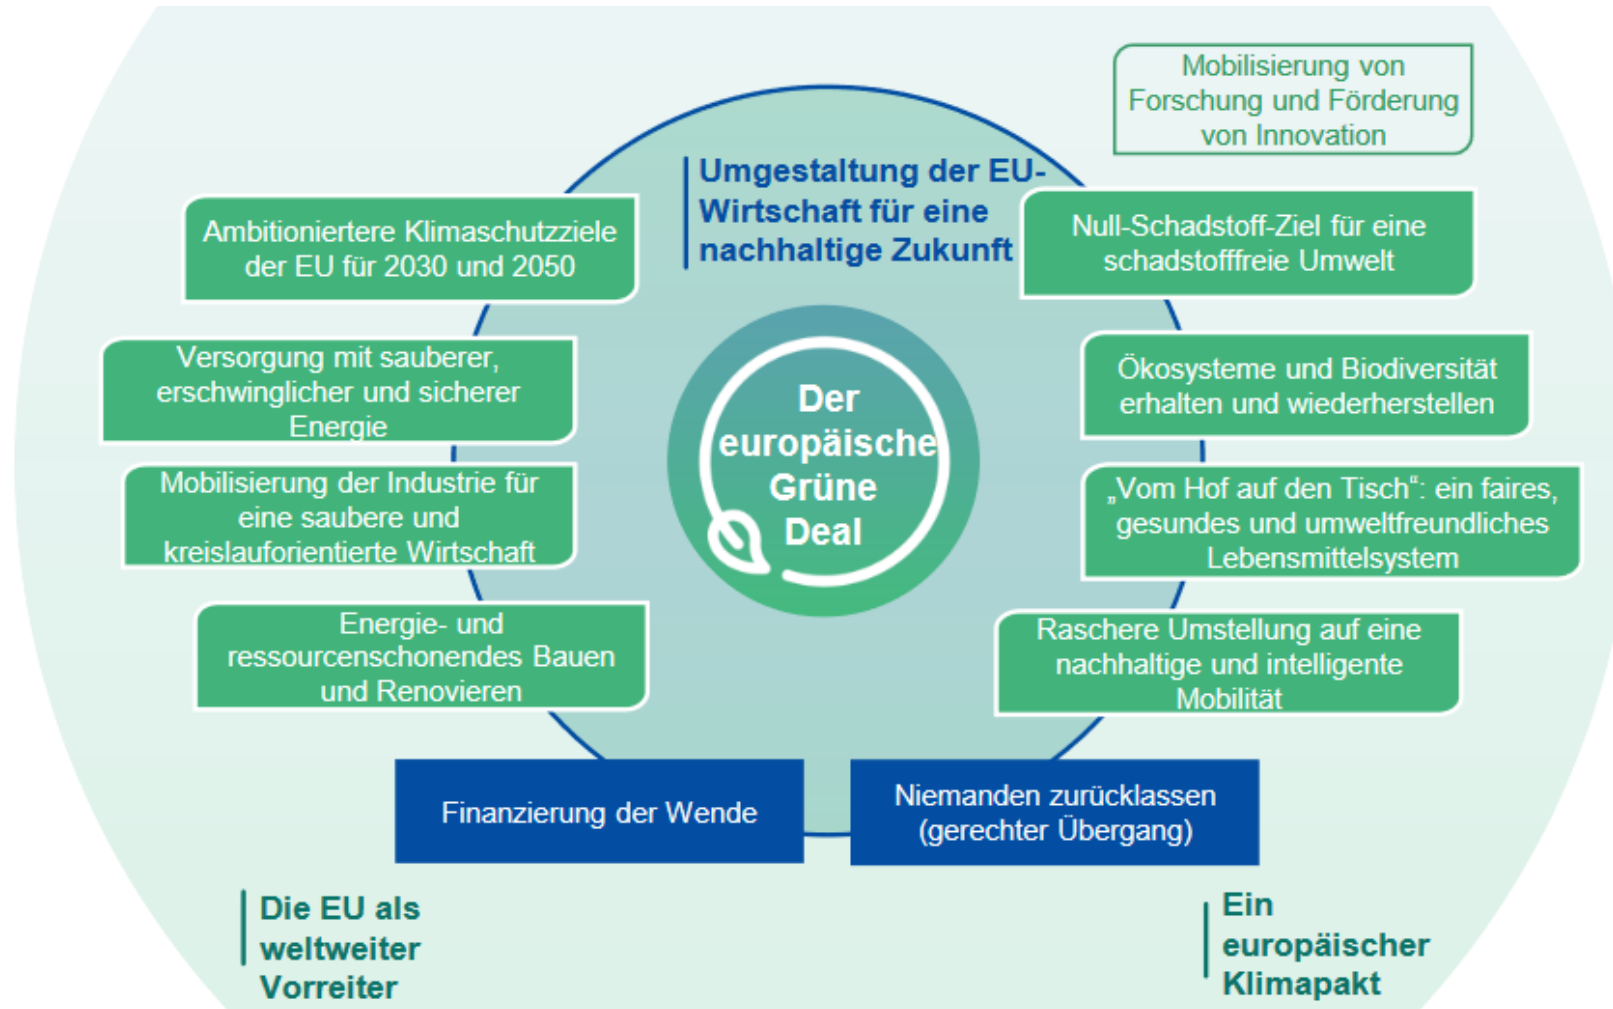 Mobilisierung von
Forschung und Förderung
von Innovation
Umgestaltung der EU-
Wirtschaft für eine
nachhaltige Zukunft
Ambitioniertere Klimaschutzziele
der EU für 2030 und 2050
Null-Schadstoff-Ziel für eine
schadstofffreie Umwelt
Versorgung mit sauberer,
erschwinglicher und sicherer
Energie
Ökosysteme und Biodiversität
erhalten und wiederherstellen
Der
europäische
Grüne
Deal
Mobilisierung der Industrie für
eine saubere und
kreislauforientierte Wirtschaft
„Vom Hof auf den Tisch“: ein faires,
gesundes und umweltfreundliches
Lebensmittelsystem
Energie- und
ressourcenschonendes Bauen
und Renovieren
Raschere Umstellung auf eine
nachhaltige und intelligente
Mobilität
Finanzierung der Wende
Niemanden zurücklassen
(gerechter Übergang)
Die EU als
weltweiter
Vorreiter
Ein
europäischer
Klimapakt